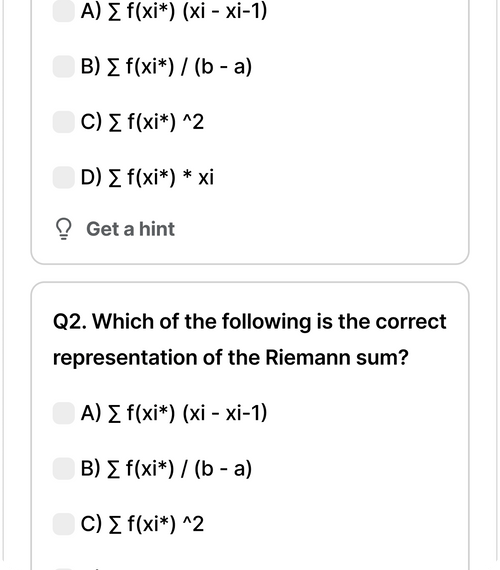 A) ∑ f(xi*) (xi - xi-1)
B) ∑ f(xi*) / (b - a)
C) ∑ f(xi*) ^2
D) ∑ f(xi*) * xi
Get a hint
Q2. Which of the following is the correct
representation of the Riemann sum?
A) ∑ f(xi*) (xi - xi-1)
B) ∑ f(xi*) / (b - a)
C) ∑ f(xi*) ^2